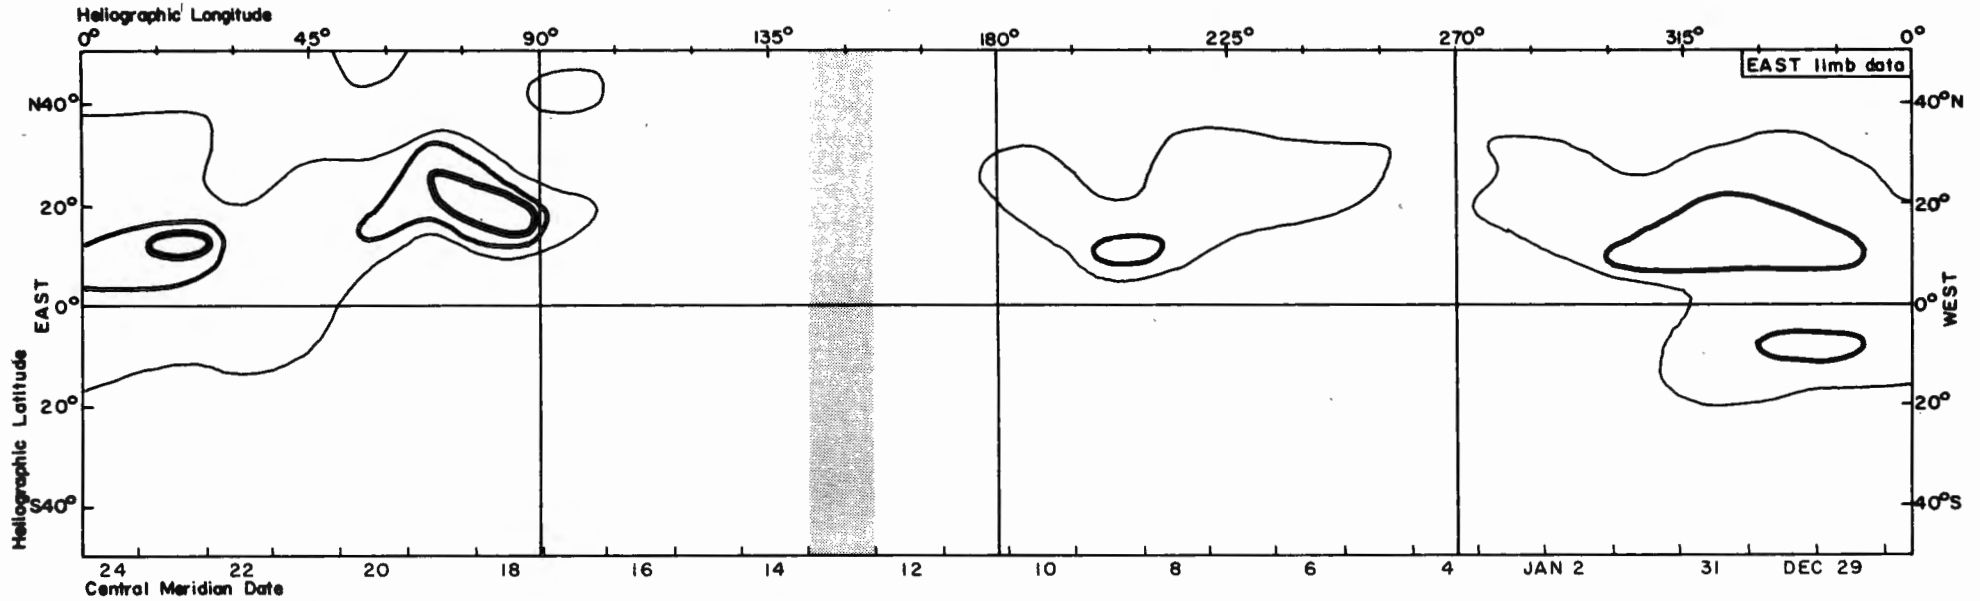 Heliographic Longitude
0° 45° 90° 135° 180° 225° 270° 315° 0°
EAST limb data
N40° 40°N
20° 20°
0° 0°
EAST WEST
20° 20°
S40° 40°S
Heliographic Latitude
24 22 20 18 16 14 12 10 8 6 4 JAN 2 31 DEC 29
Central Meridian Date